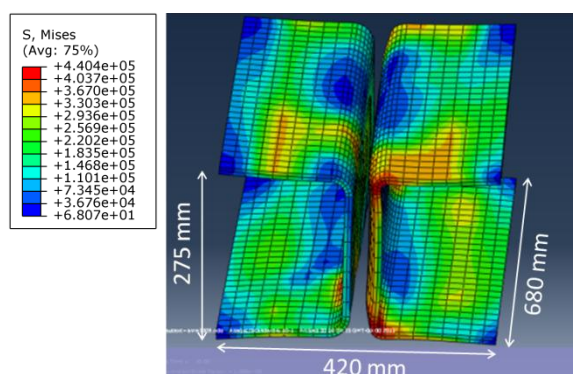 S, Mises
(Avg: 75%)
+4.404e+05
+4.037e+05
+3.670e+05
+3.303e+05
+2.936e+05
+2.569e+05
+2.202e+05
+1.835e+05
+1.468e+05
+1.101e+05
+7.345e+04
+3.676e+04
+6.807e+01
275 mm
680 mm
420 mm